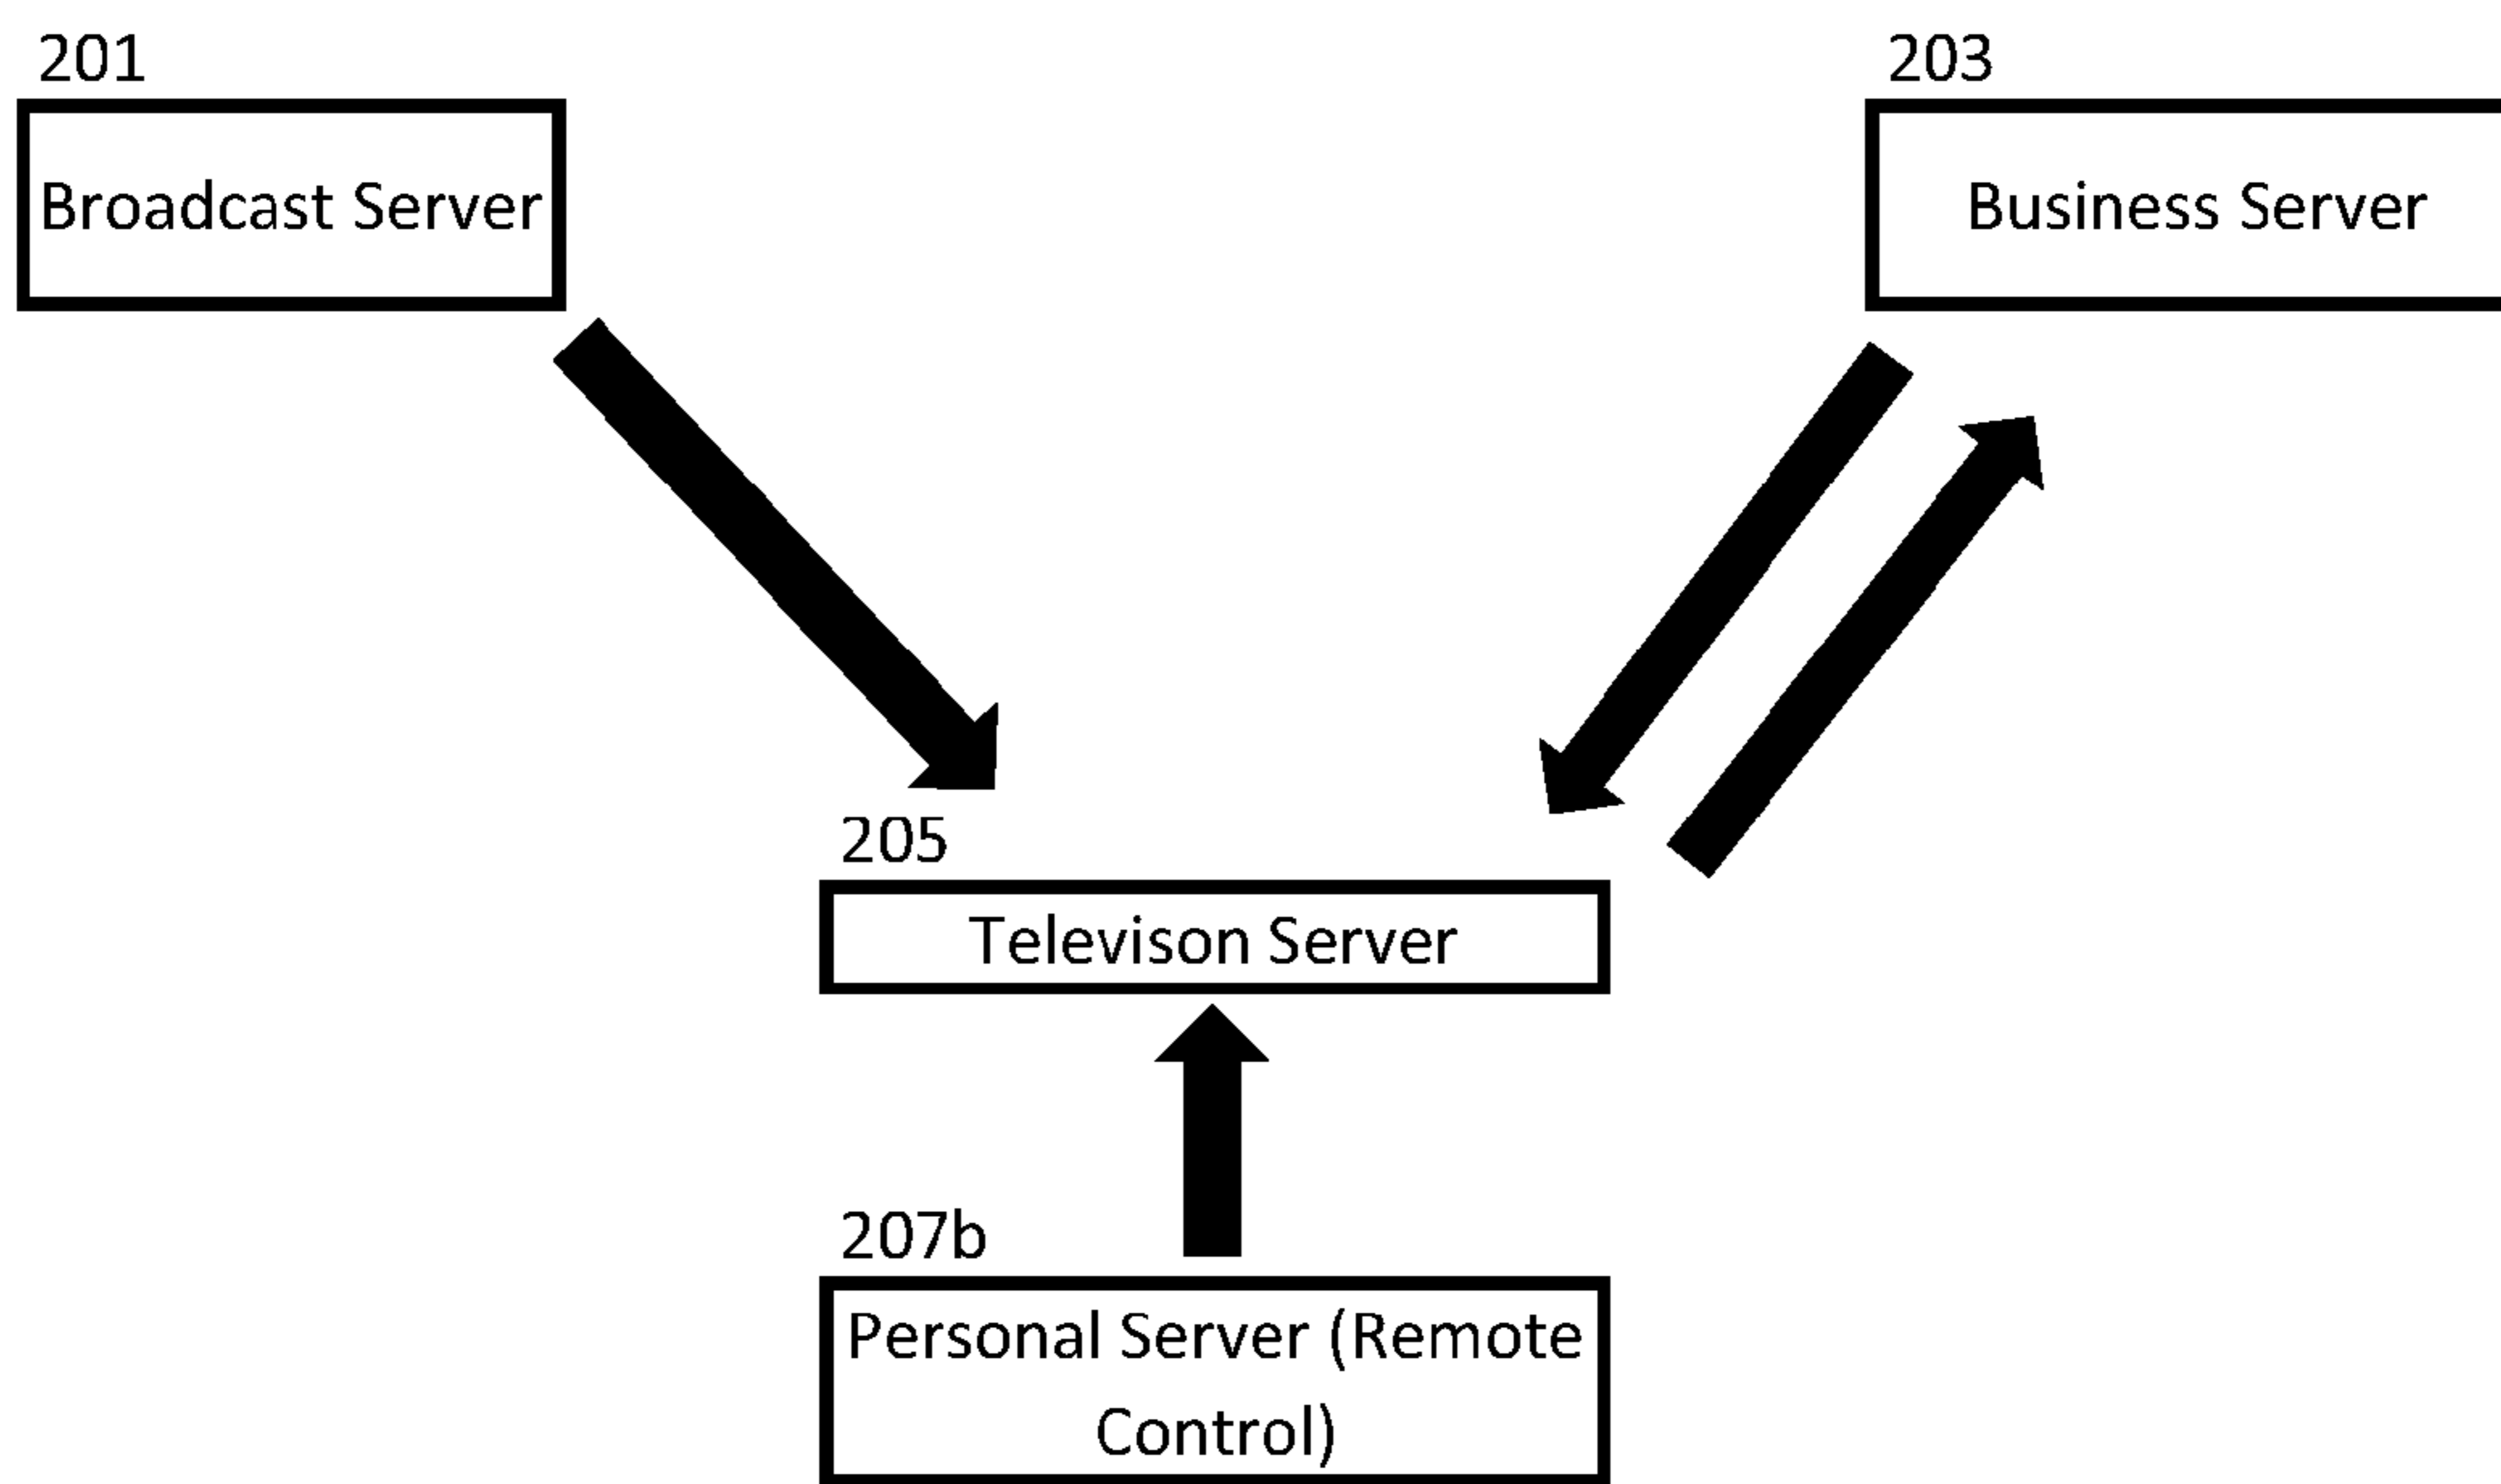 201
Broadcast Server
203
Business Server
205
Televison Server
207b
Personal Server (Remote
Control)